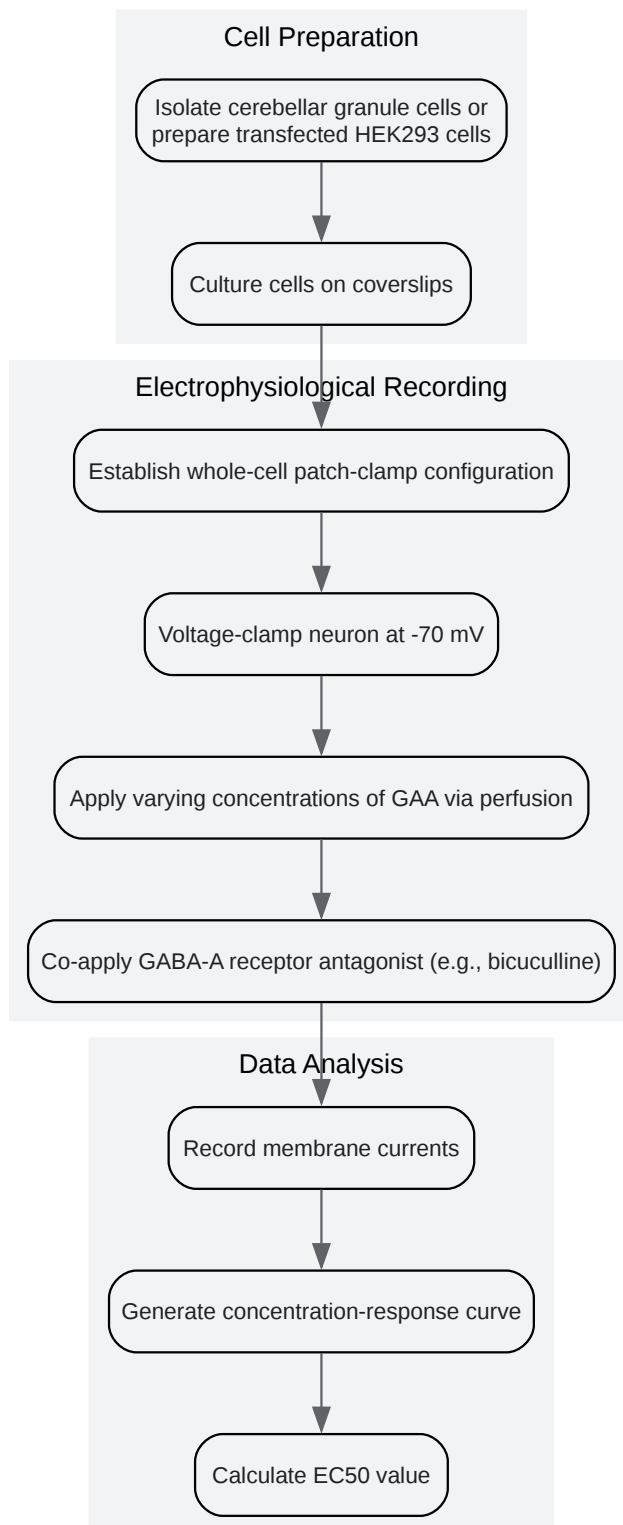 Cell Preparation
Isolate cerebellar granule cells or
prepare transfected HEK293 cells
Culture cells on coverslips
Electrophysiological Recording
Establish whole-cell patch-clamp configuration
Voltage-clamp neuron at -70 mV
Apply varying concentrations of GAA via perfusion
Co-apply GABA-A receptor antagonist (e.g., bicuculline)
Data Analysis
Record membrane currents
Generate concentration-response curve
Calculate EC50 value